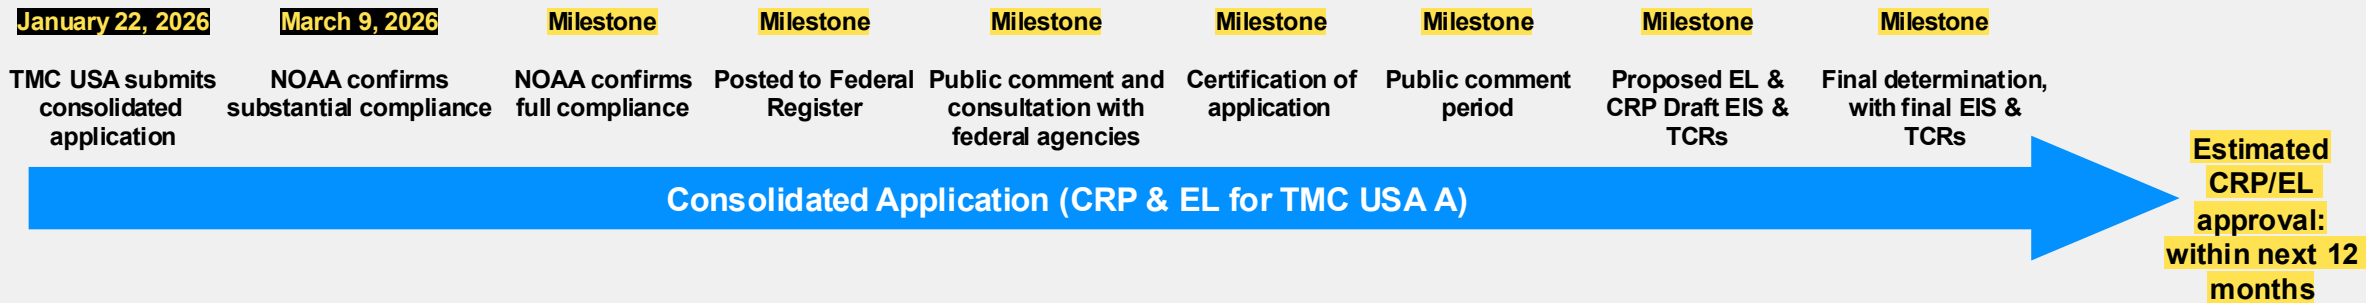 January 22, 2026
TMC USA submits
consolidated
application
March 9, 2026
NOAA confirms
substantial compliance
Milestone
NOAA confirms
full compliance
Milestone
Posted to Federal
Register
Milestone
Public comment and
consultation with
federal agencies
Milestone
Certification of
application
Milestone
Public comment
period
Milestone
Proposed EL &
CRP Draft EIS &
TCRs
Milestone
Final determination,
with final EIS &
TCRs
Consolidated Application (CRP & EL for TMC USA A)
Estimated
CRP/EL
approval:
within next 12
months